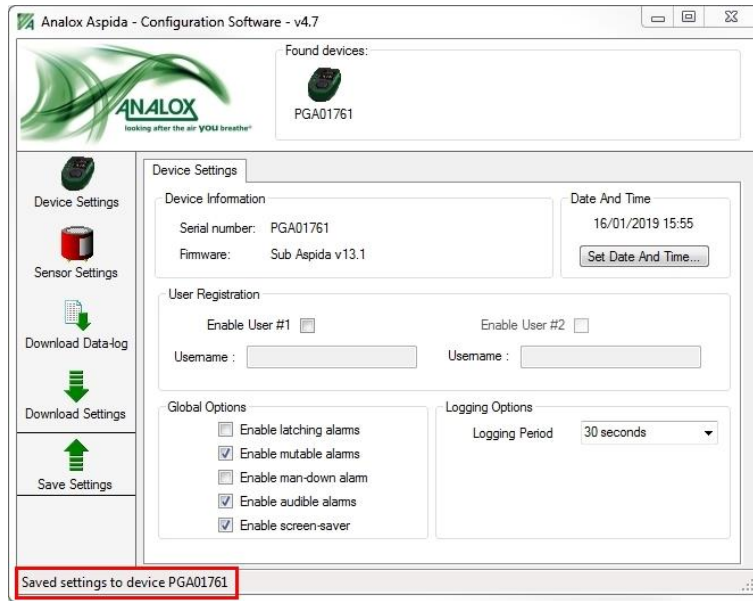 Analox Aspida - Configuration Software - v4.7
Found devices:
PGA01761
ANALOX
looking after the air YOU breathe*
Device Settings
Sensor Settings
Download Data-log
Download Settings
Save Settings
Device Settings
Device Information
Serial number: PGA01761
Firmware: Sub Aspida v13.1
Date And Time
16/01/2019 15:55
Set Date And Time...
User Registration
Enable User #1
Enable User #2
Username :
Username :
Global Options
Enable latching alarms
Enable mutable alarms
Enable man-down alarm
Enable audible alarms
Enable screen-saver
Logging Options
Logging Period 30 seconds
Saved settings to device PGA01761